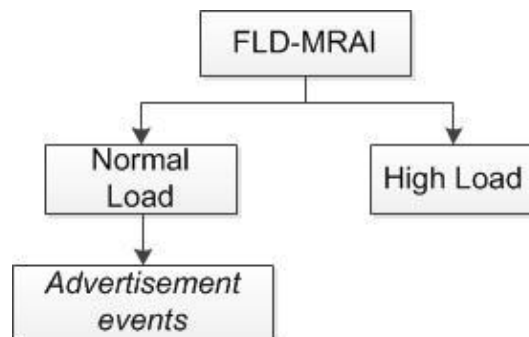 FLD-MRAI
Normal
Load
High Load
Advertisement
events